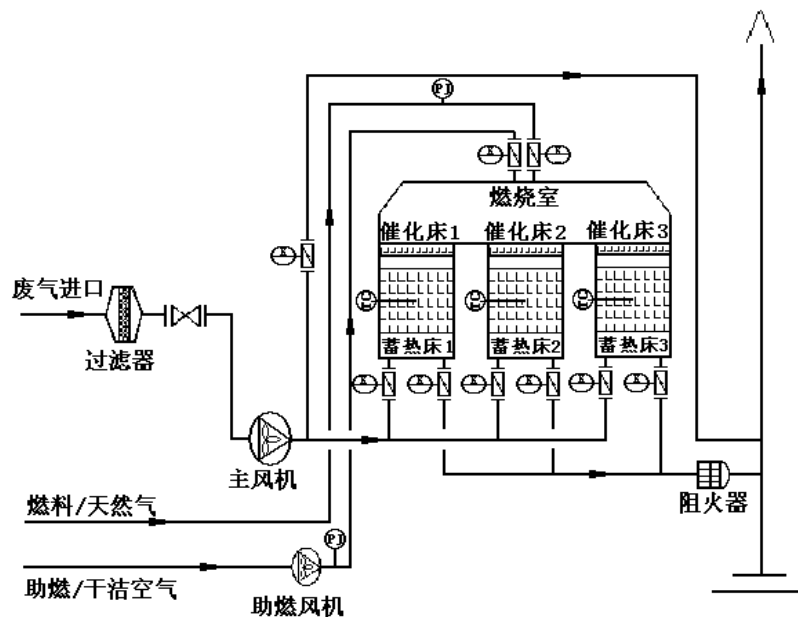 PI
燃烧室
催化床1 催化床2 催化床3
废气进口
TC TC TC
过滤器
蓄热床1 蓄热床2 蓄热床3
主风机
燃料/天然气
阻火器
PI
助燃/干洁空气
助燃风机